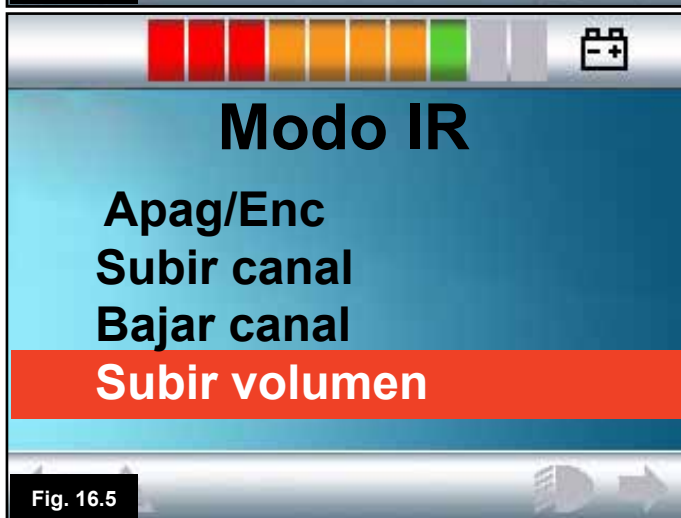 Modo IR
Apag/Enc
Subir canal
Bajar canal
Subir volumen
Fig. 16.5